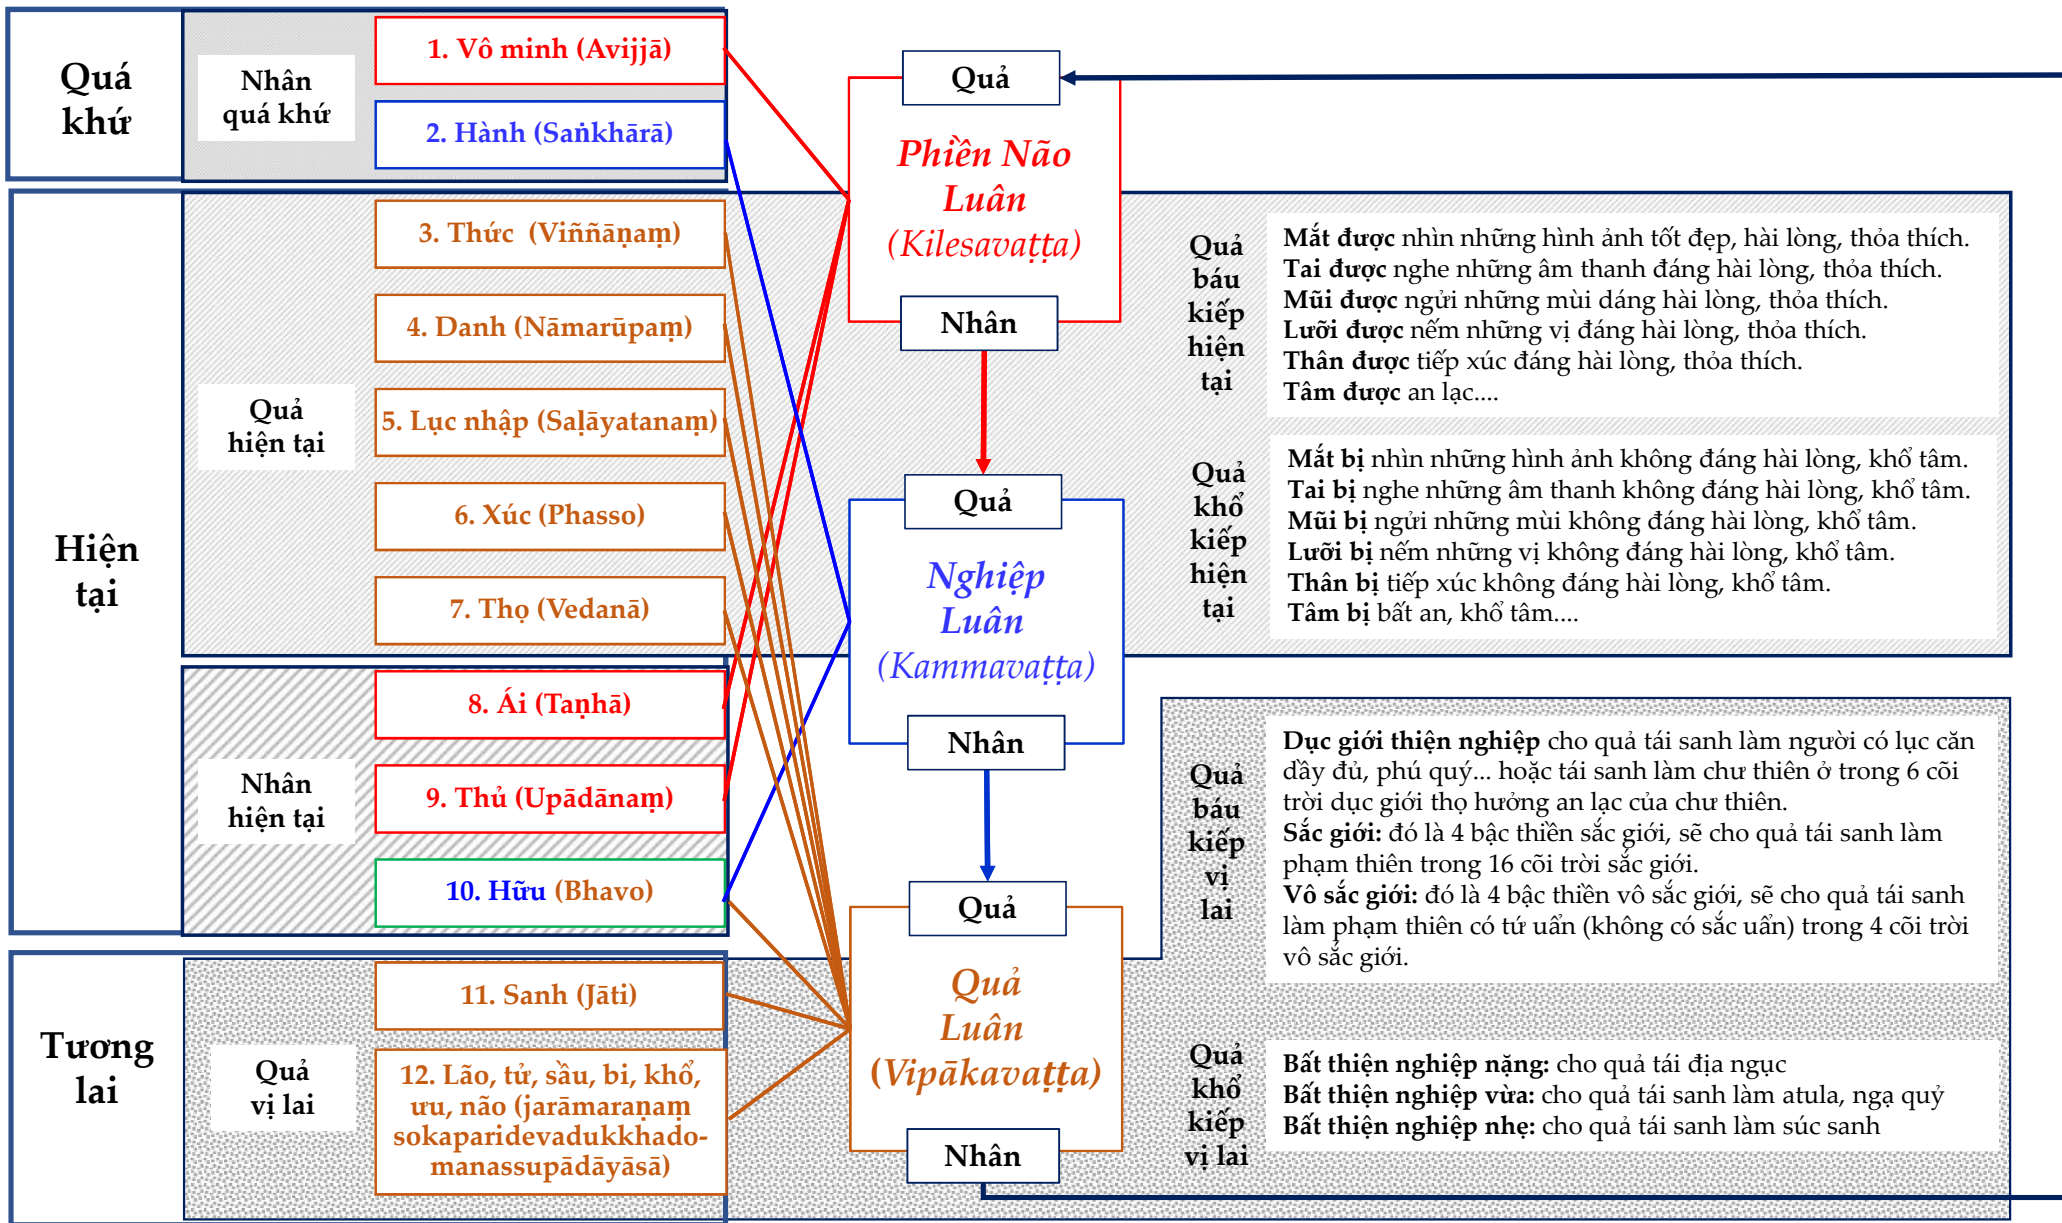 Quá
khứ
Nhân
quá khứ
1. Vô minh (Avijjā)
2. Hành (Saṅkhārā)
Hiện
tại
Quả
hiện tại
3. Thức (Viññāṇaṃ)
4. Danh (Nāmarūpaṃ)
5. Lục nhập (Saḷāyatanaṃ)
6. Xúc (Phasso)
7. Thọ (Vedanā)
Nhân
hiện tại
8. Ái (Taṇhā)
9. Thủ (Upādānaṃ)
10. Hữu (Bhavo)
Tương
lai
Quả
vị lai
11. Sanh (Jāti)
12. Lão, tử, sầu, bi, khổ,
ưu, não (jarāmaraṇaṃ
sokaparidevadukkhado-
manassupādāyāsā)
Quả
Phiền Não
Luân
(Kilesavaṭṭa)
Nhân
Quả
Nghiệp
Luân
(Kammavaṭṭa)
Nhân
Quả
Quả
Luân
(Vipākavaṭṭa)
Nhân
Quả
báu
kiếp
hiện
tại
Mắt được nhìn những hình ảnh tốt đẹp, hài lòng, thỏa thích.
Tai được nghe những âm thanh đáng hài lòng, thỏa thích.
Mũi được ngửi những mùi dáng hài lòng, thỏa thích.
Lưỡi được nếm những vị đáng hài lòng, thỏa thích.
Thân được tiếp xúc đáng hài lòng, thỏa thích.
Tâm được an lạc....
Quả
khổ
kiếp
hiện
tại
Mắt bị nhìn những hình ảnh không đáng hài lòng, khổ tâm.
Tai bị nghe những âm thanh không đáng hài lòng, khổ tâm.
Mũi bị ngửi những mùi không đáng hài lòng, khổ tâm.
Lưỡi bị nếm những vị không đáng hài lòng, khổ tâm.
Thân bị tiếp xúc không đáng hài lòng, khổ tâm.
Tâm bị bất an, khổ tâm....
Quả
báu
kiếp
vị
lai
Dục giới thiện nghiệp cho quả tái sanh làm người có lục căn
dầy đủ, phú quý... hoặc tái sanh làm chư thiên ở trong 6 cõi
trời dục giới thọ hưởng an lạc của chư thiên.
Sắc giới: đó là 4 bậc thiền sắc giới, sẽ cho quả tái sanh làm
phạm thiên trong 16 cõi trời sắc giới.
Vô sắc giới: đó là 4 bậc thiền vô sắc giới, sẽ cho quả tái sanh
làm phạm thiên có tứ uẩn (không có sắc uẩn) trong 4 cõi trời
vô sắc giới.
Quả
khổ
kiếp
vị lai
Bất thiện nghiệp nặng: cho quả tái địa ngục
Bất thiện nghiệp vừa: cho quả tái sanh làm atula, ngạ quỷ
Bất thiện nghiệp nhẹ: cho quả tái sanh làm súc sanh